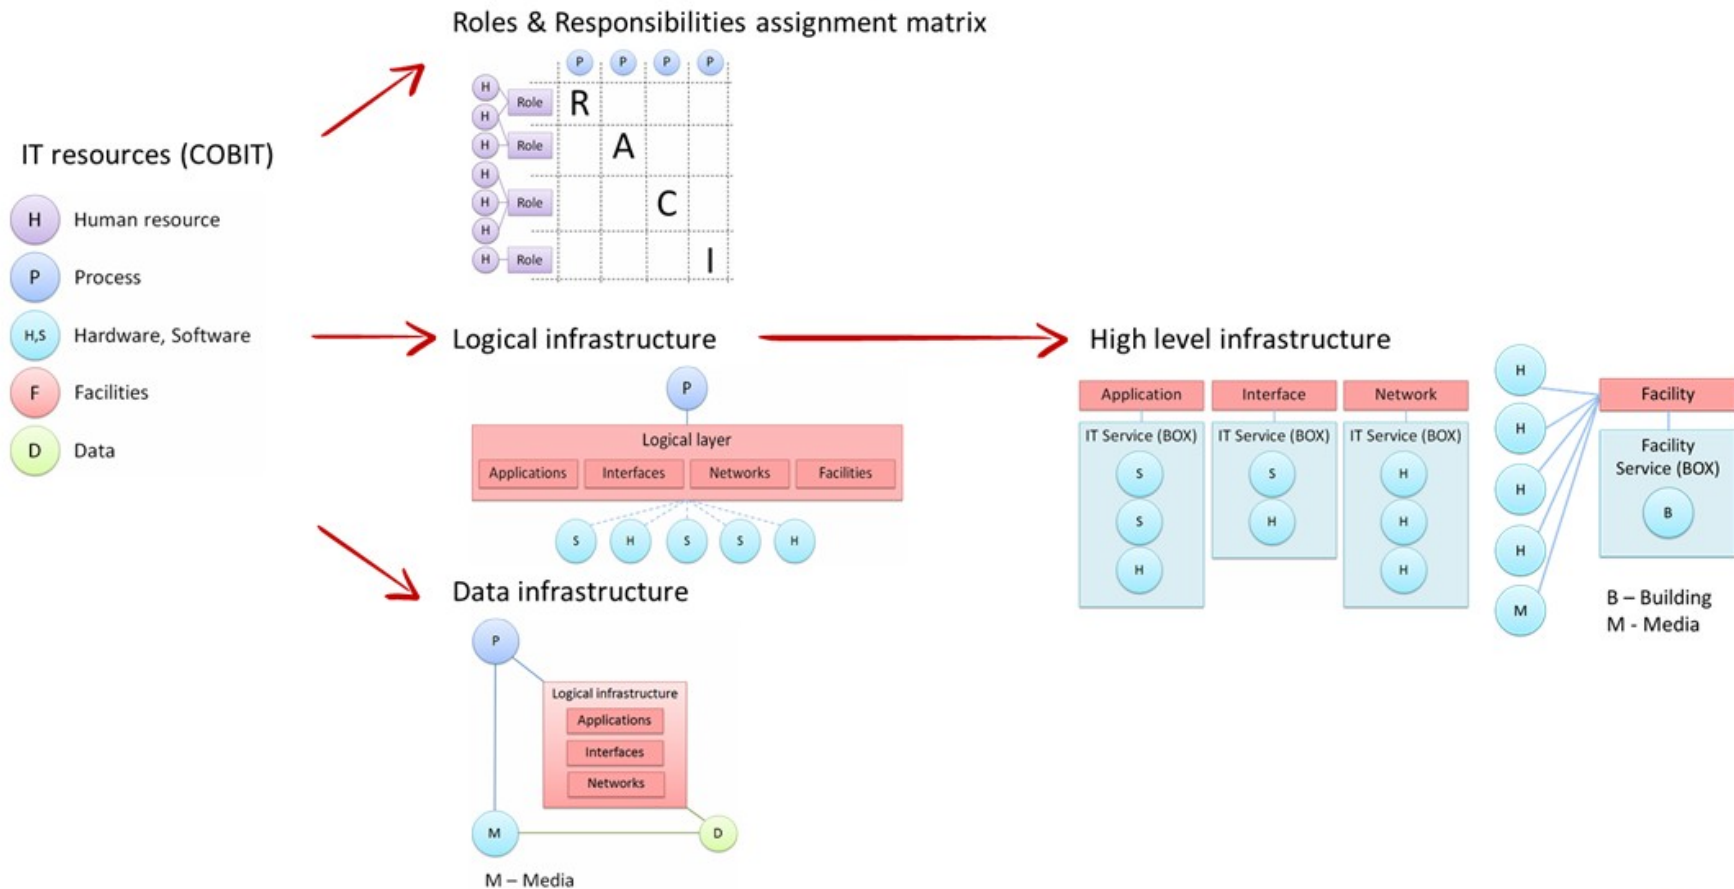 Roles & Responsibilities assignment matrix
P P P P
H
H
H
H
H
H
H
Role
Role
Role
Role
R
A
C
I
IT resources (COBIT)
H Human resource
P Process
H,S Hardware, Software
F Facilities
D Data
Logical infrastructure
P
Logical layer
Applications Interfaces Networks Facilities
S H S S H
High level infrastructure
Application Interface Network
IT Service (BOX) IT Service (BOX) IT Service (BOX)
S S H
S H H
H H
H
H
H
H
M
Facility
Facility
Service (BOX)
B
B – Building
M - Media
Data infrastructure
P
Logical infrastructure
Applications
Interfaces
Networks
M D
M – Media